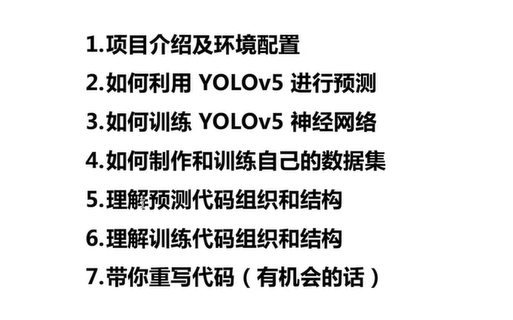 1.项目介绍及环境配置
2.如何利用 YOLOv5 进行预测
3.如何训练 YOLOv5 神经网络
4.如何制作和训练自己的数据集
5.理解预测代码组织和结构
6.理解训练代码组织和结构
7.带你重写代码（有机会的话）